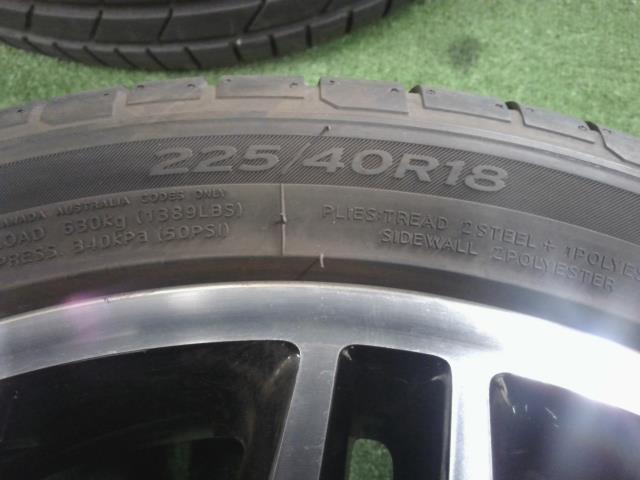 225/40R18
CANADA AUSTRALIA CODES ONLY
LOAD 630kg (1389LBS)
PRESS. 340kPa (50PSI)
PLIES:TREAD 2STEEL + 1POLYES
SIDEWALL 2POLYESTER